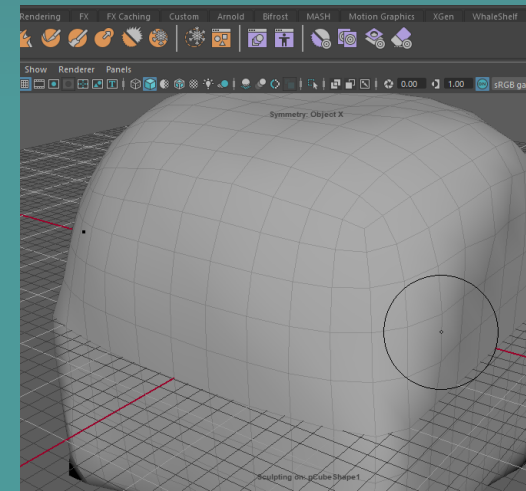 Rendering FX FX Caching Custom Arnold Bifrost MASH Motion Graphics XGen WhaleShelf
Show Renderer Panels
0.00 1.00 sRGB ga
Symmetry: Object X
Sculpting on: pCubeShape1